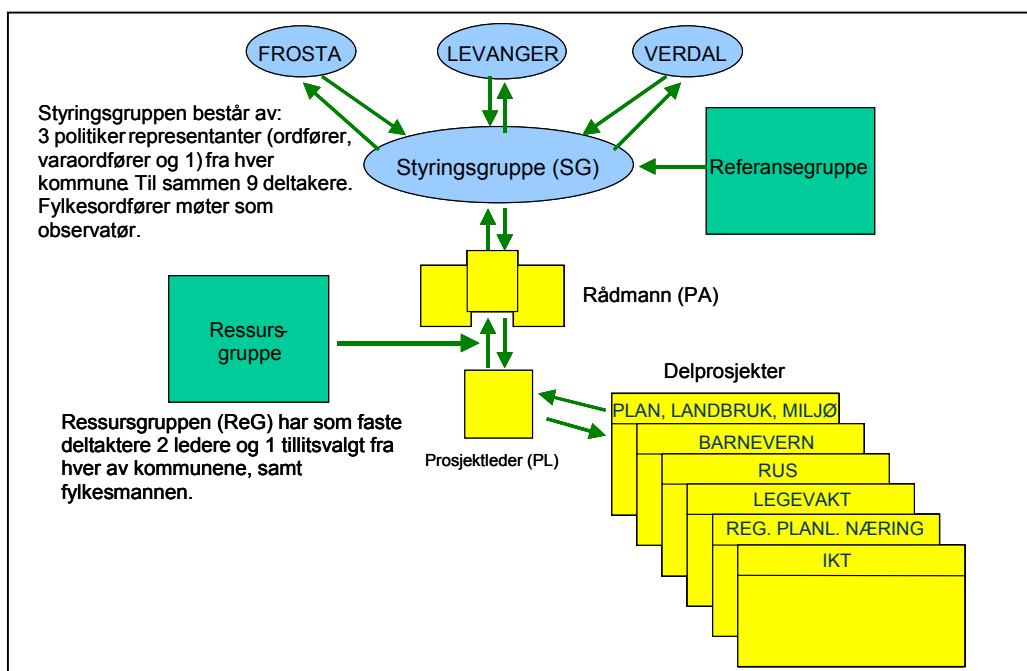 FROSTA
LEVANGER
VERDAL
Styringsgruppen består av:
3 politiker representanter (ordfører,
varaordfører og 1) fra hver
kommune. Til sammen 9 deltakere.
Fylkesordfører møter som
observatør.
Styringsgruppe (SG)
Referansegruppe
Rådmann (PA)
Ressurs-
gruppe
Ressursgruppen (ReG) har som faste
deltaktere 2 ledere og 1 tillitsvalgt fra
hver av kommunene, samt
fylkesmannen.
Prosjektleder (PL)
Delprosjekter
PLAN, LANDBRUK, MILJØ
BARNEVERN
RUS
LEGEVAKT
REG. PLANL. NÆRING
IKT